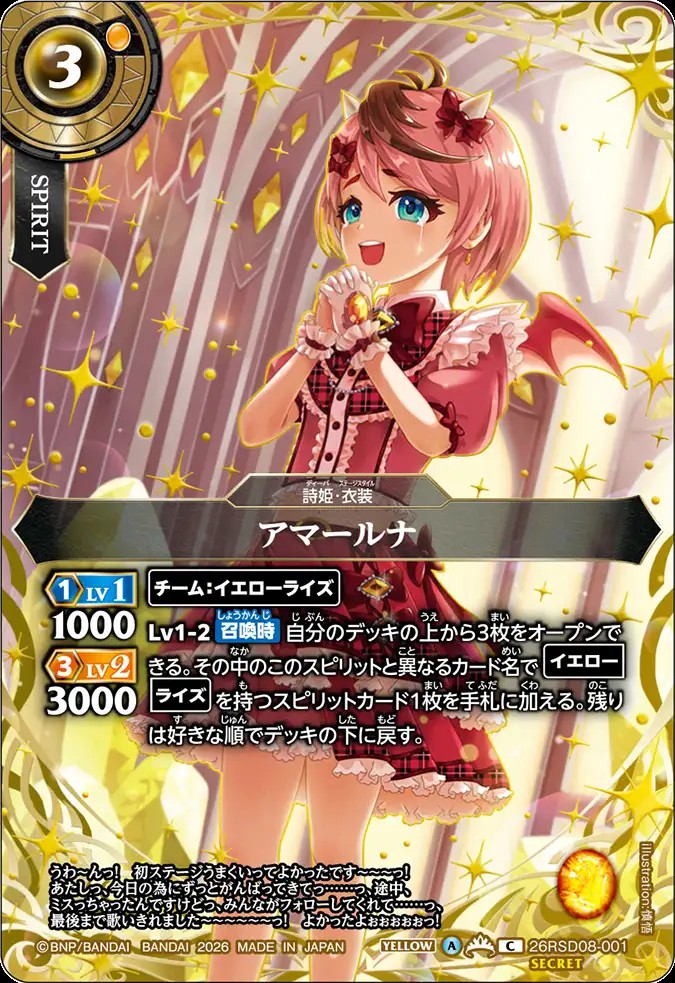 3
SPIRIT
ディーバ ステージスタイル
詩姫・衣装
アマールナ
1 LV1
1000
3 LV2
3000
チーム:イエローライズ
Lv1-2 召喚時 自分のデッキの上から3枚をオープンで
きる。その中のこのスピリットと異なるカード名で イエロー
ライズ を持つスピリットカード1枚を手札に加える。残り
は好きな順でデッキの下に戻す。
うわ〜んっ! 初ステージうまくいってよかったです〜〜〜っ!
あたしっ、今日の為にずっとがんばってきてっ……っ、途中、
ミスっちゃったんですけどっ、みんながフォローしてくれて……っ、
最後まで歌いきれました〜〜〜〜〜〜っ! よかったよぉぉぉぉぉっ!
illustration:慎悟
©BNP/BANDAI BANDAI 2026 MADE IN JAPAN YELLOW A C 26RSD08-001
SECRET